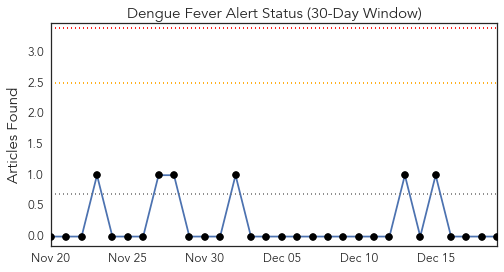 Dengue Fever Alert Status (30-Day Window)
Articles Found
3.0
2.5
2.0
1.5
1.0
0.5
0.0
Nov 20 Nov 25 Nov 30 Dec 05 Dec 10 Dec 15